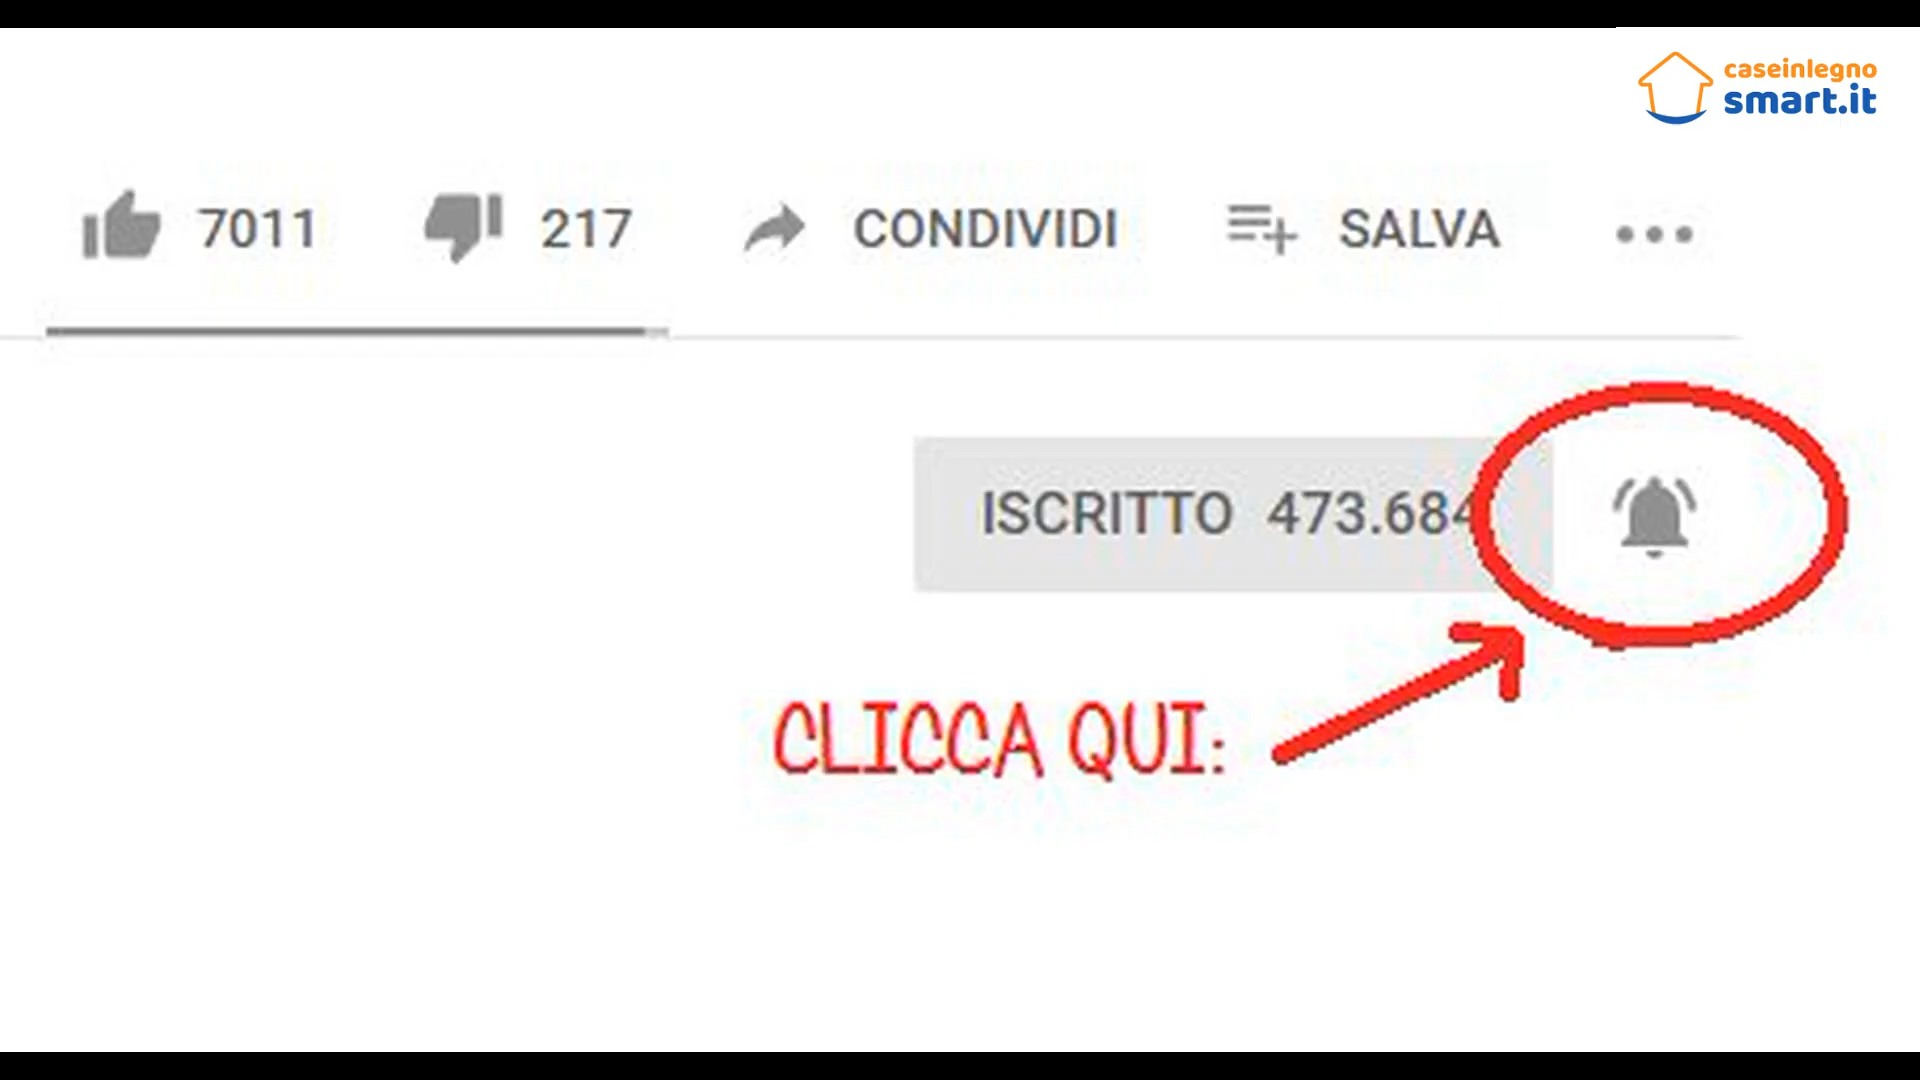 caseinlegno
smart.it
7011 217 CONDIVIDI SALVA
ISCRITTO 473.684
CLICCA QUI: